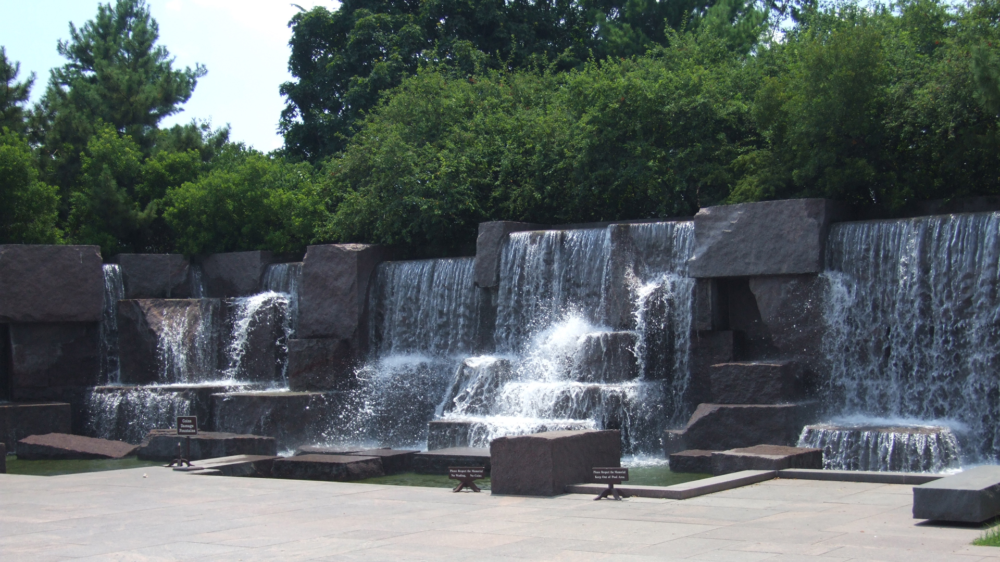 Coins
Damage
Fountains
Please Respect the Memorial
No Wading, No Coins
Please Respect the Memorial
Keep Out of Pool Area